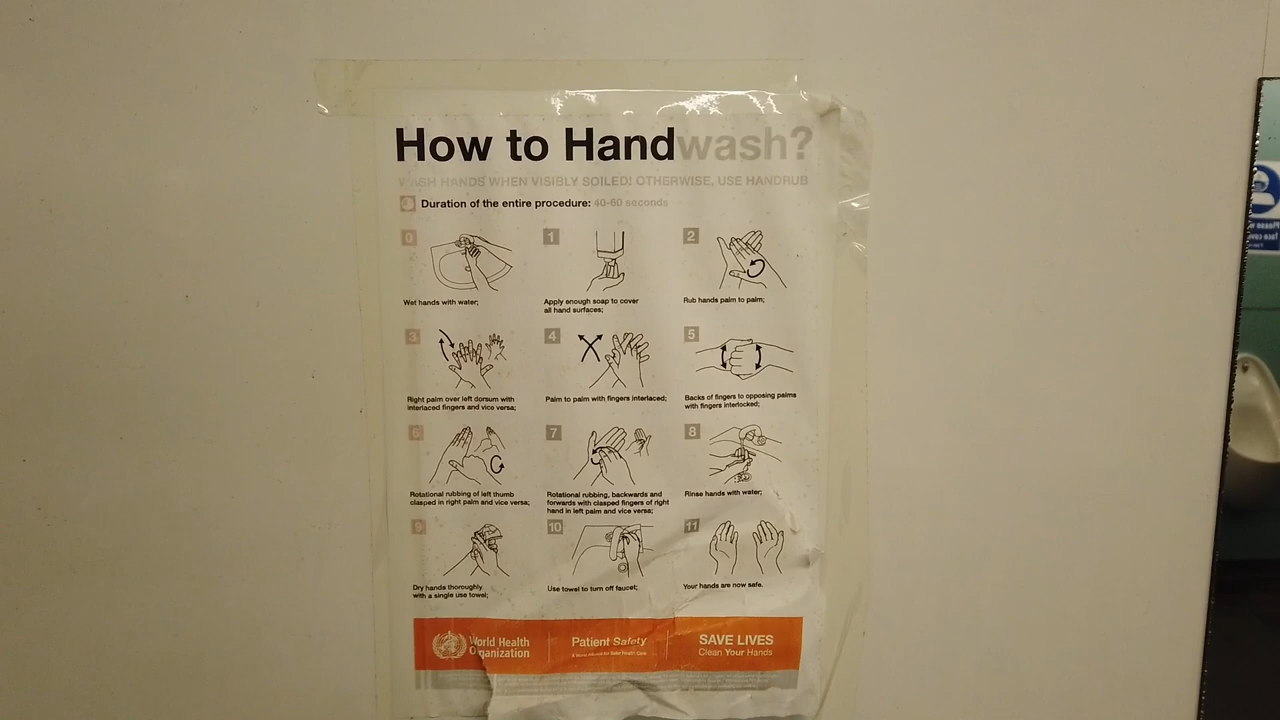 How to Handwash?
WASH HANDS WHEN VISIBLY SOILED! OTHERWISE, USE HANDRUB
Duration of the entire procedure: 40-60 seconds
0
1
2
Wet hands with water;
Apply enough soap to cover
all hand surfaces;
Rub hands palm to palm;
3
4
5
Right palm over left dorsum with
interlaced fingers and vice versa;
Palm to palm with fingers interlaced;
Backs of fingers to opposing palms
with fingers interlocked;
6
7
8
Rotational rubbing of left thumb
clasped in right palm and vice versa;
Rotational rubbing, backwards and
forwards with clasped fingers of right
hand in left palm and vice versa;
Rinse hands with water;
9
10
11
Dry hands thoroughly
with a single use towel;
Use towel to turn off faucet;
Your hands are now safe.
World Health
Organization
Patient Safety
A World Alliance for Safer Health Care
SAVE LIVES
Clean Your Hands